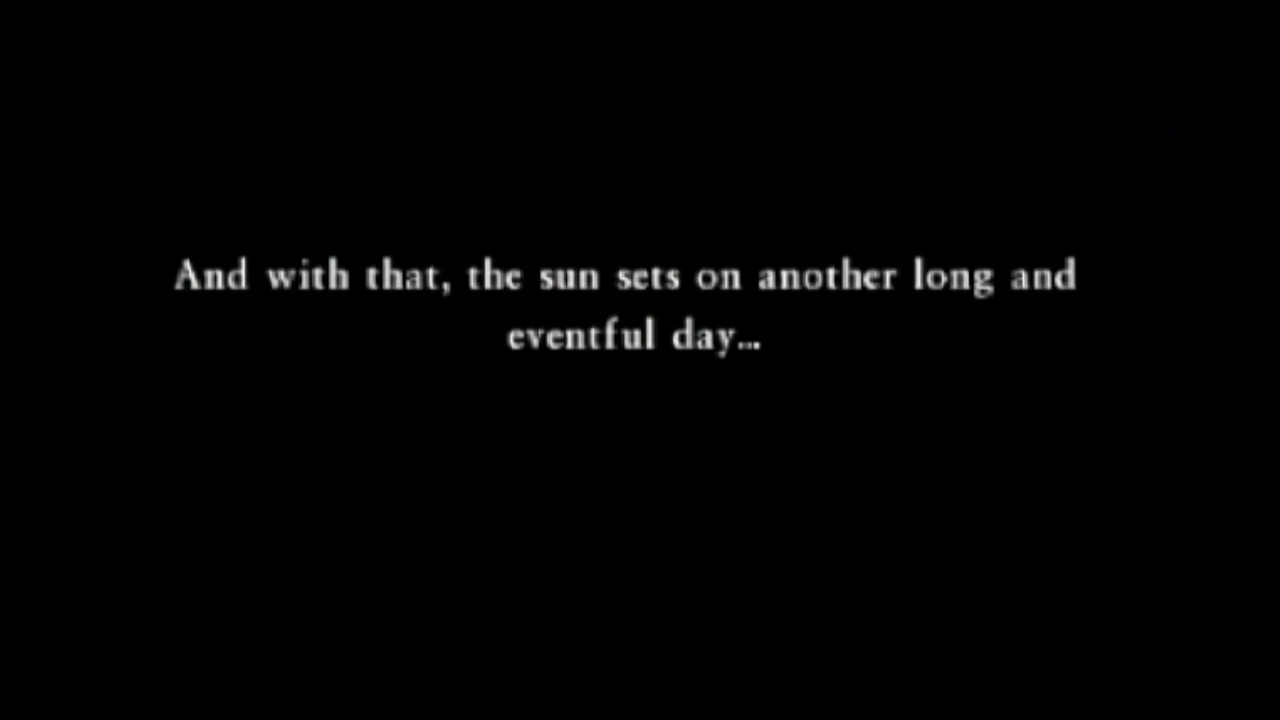 And with that, the sun sets on another long and
eventful day...